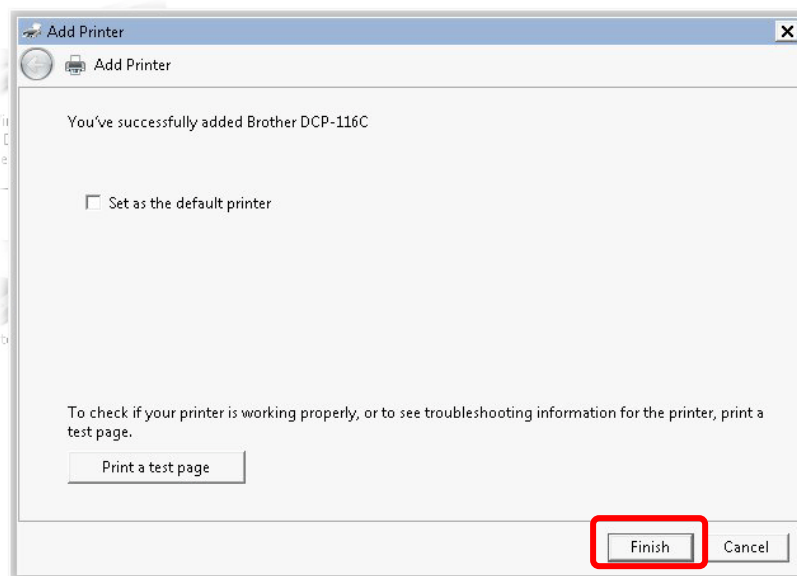 Add Printer
Add Printer
You've successfully added Brother DCP-116C
Set as the default printer
To check if your printer is working properly, or to see troubleshooting information for the printer, print a
test page.
Print a test page
Finish Cancel